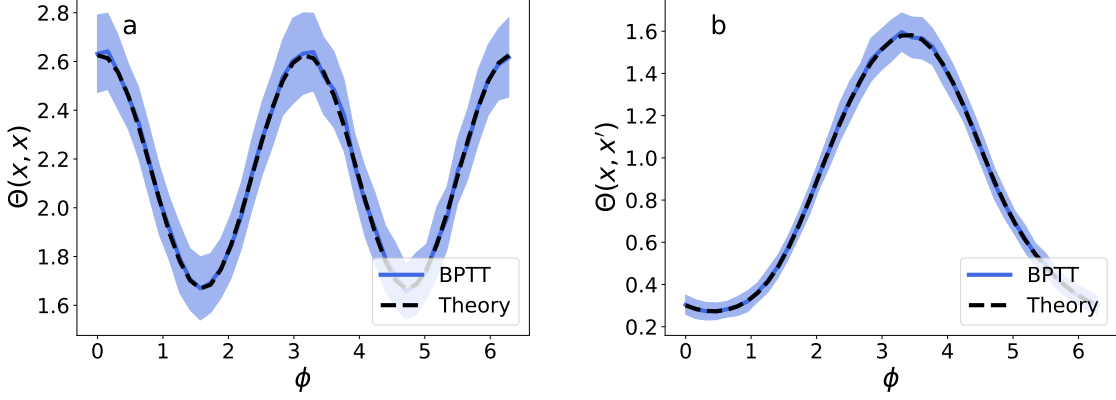 a
2.8
2.6
2.4
2.2
2.0
1.8
1.6
Θ(x, x)
0 1 2 3 4 5 6
ϕ
BPTT
Theory
b
1.6
1.4
1.2
1.0
0.8
0.6
0.4
0.2
Θ(x, x′)
0 1 2 3 4 5 6
ϕ
BPTT
Theory